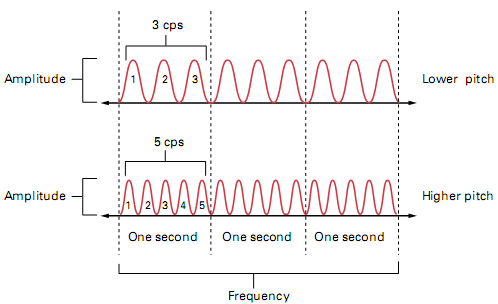 3 cps
Amplitude
1 2 3
Lower pitch
5 cps
Amplitude
1 2 3 4 5
Higher pitch
One second One second One second
Frequency